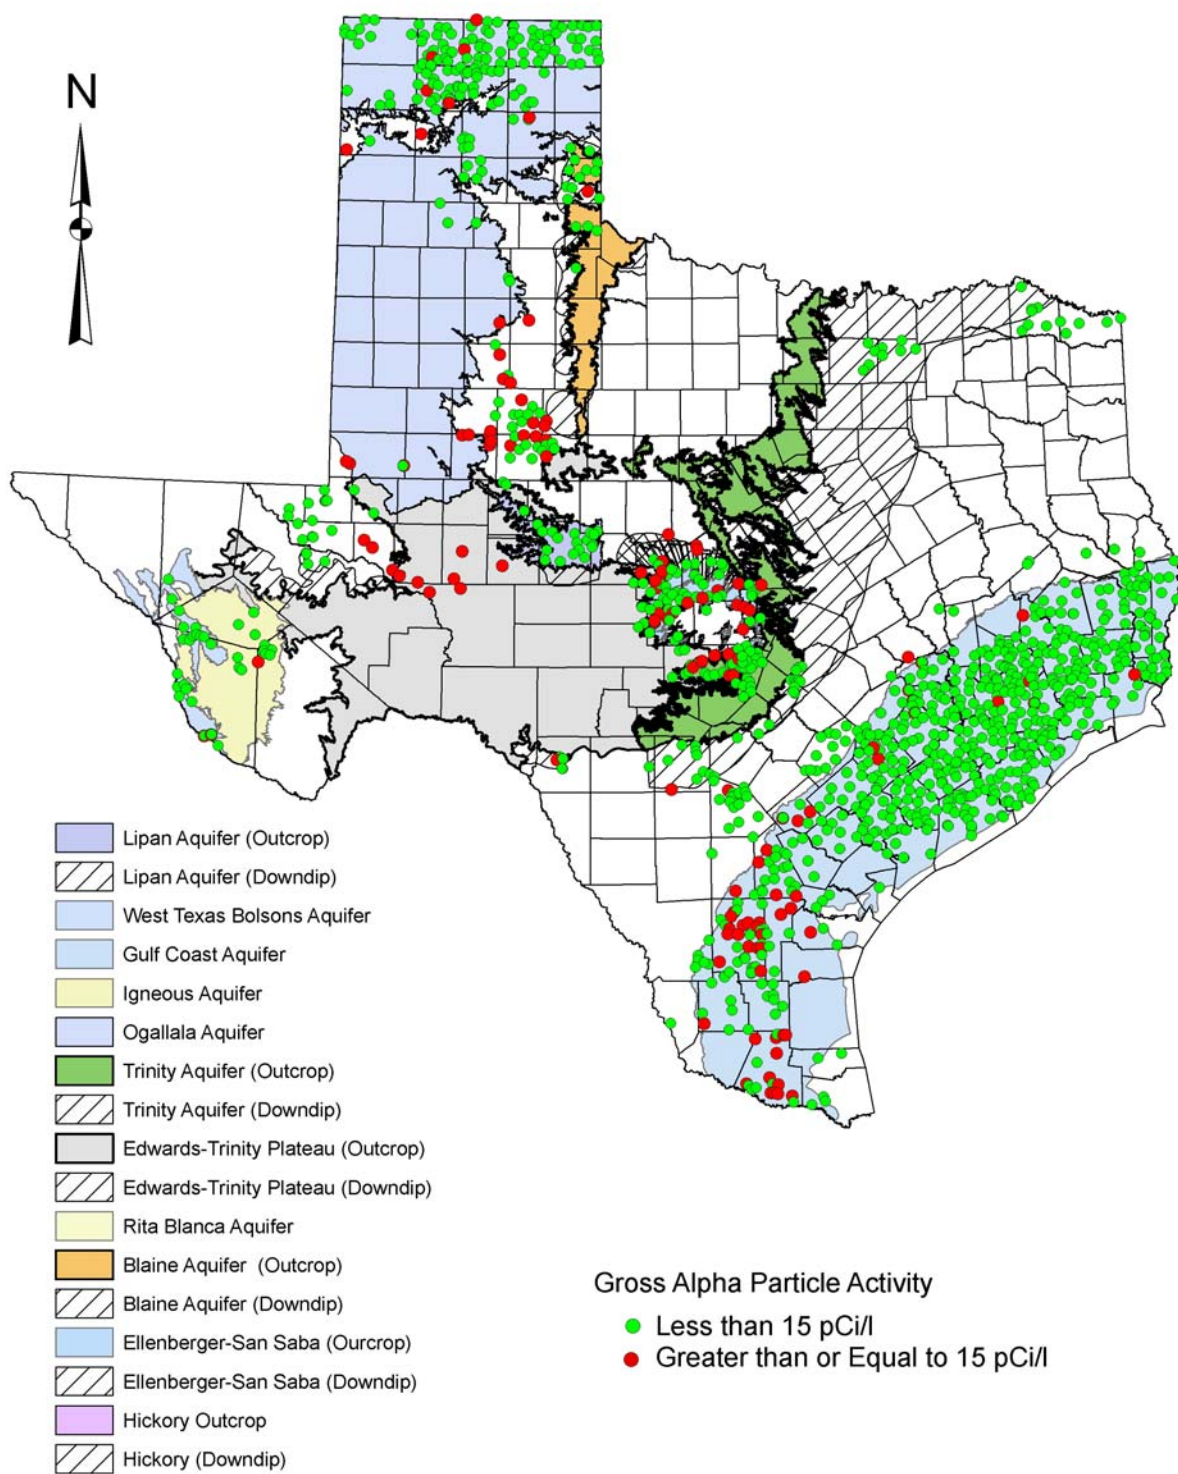 N
Lipan Aquifer (Outcrop)
Lipan Aquifer (Downdip)
West Texas Bolsons Aquifer
Gulf Coast Aquifer
Igneous Aquifer
Ogallala Aquifer
Trinity Aquifer (Outcrop)
Trinity Aquifer (Downdip)
Edwards-Trinity Plateau (Outcrop)
Edwards-Trinity Plateau (Downdip)
Rita Blanca Aquifer
Blaine Aquifer (Outcrop)
Blaine Aquifer (Downdip)
Ellenberger-San Saba (Ourcrop)
Ellenberger-San Saba (Downdip)
Hickory Outcrop
Hickory (Downdip)
Gross Alpha Particle Activity
Less than 15 pCi/l
Greater than or Equal to 15 pCi/l